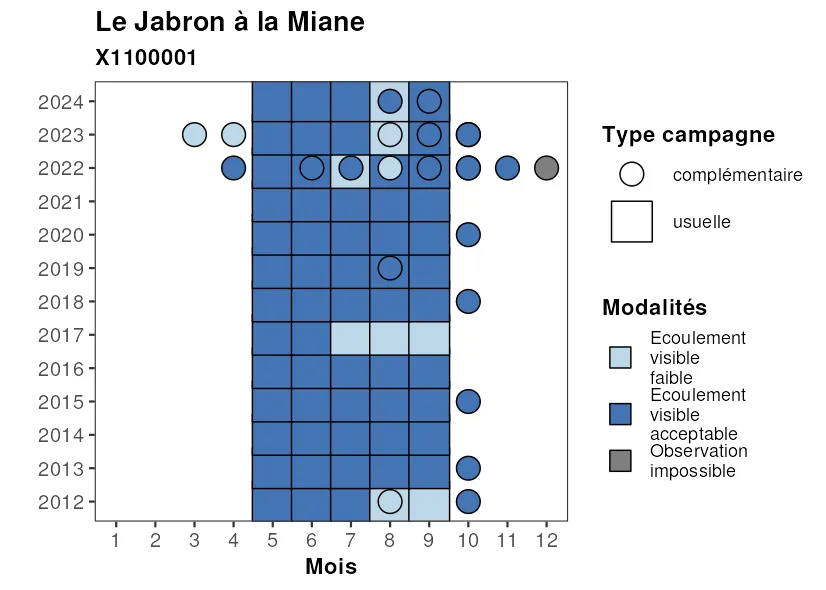 Le Jabron à la Miane
X1100001
2024
2023
2022
2021
2020
2019
2018
2017
2016
2015
2014
2013
2012
1 2 3 4 5 6 7 8 9 10 11 12
Mois
Type campagne
complémentaire
usuelle
Modalités
Ecoulement
visible
faible
Ecoulement
visible
acceptable
Observation
impossible